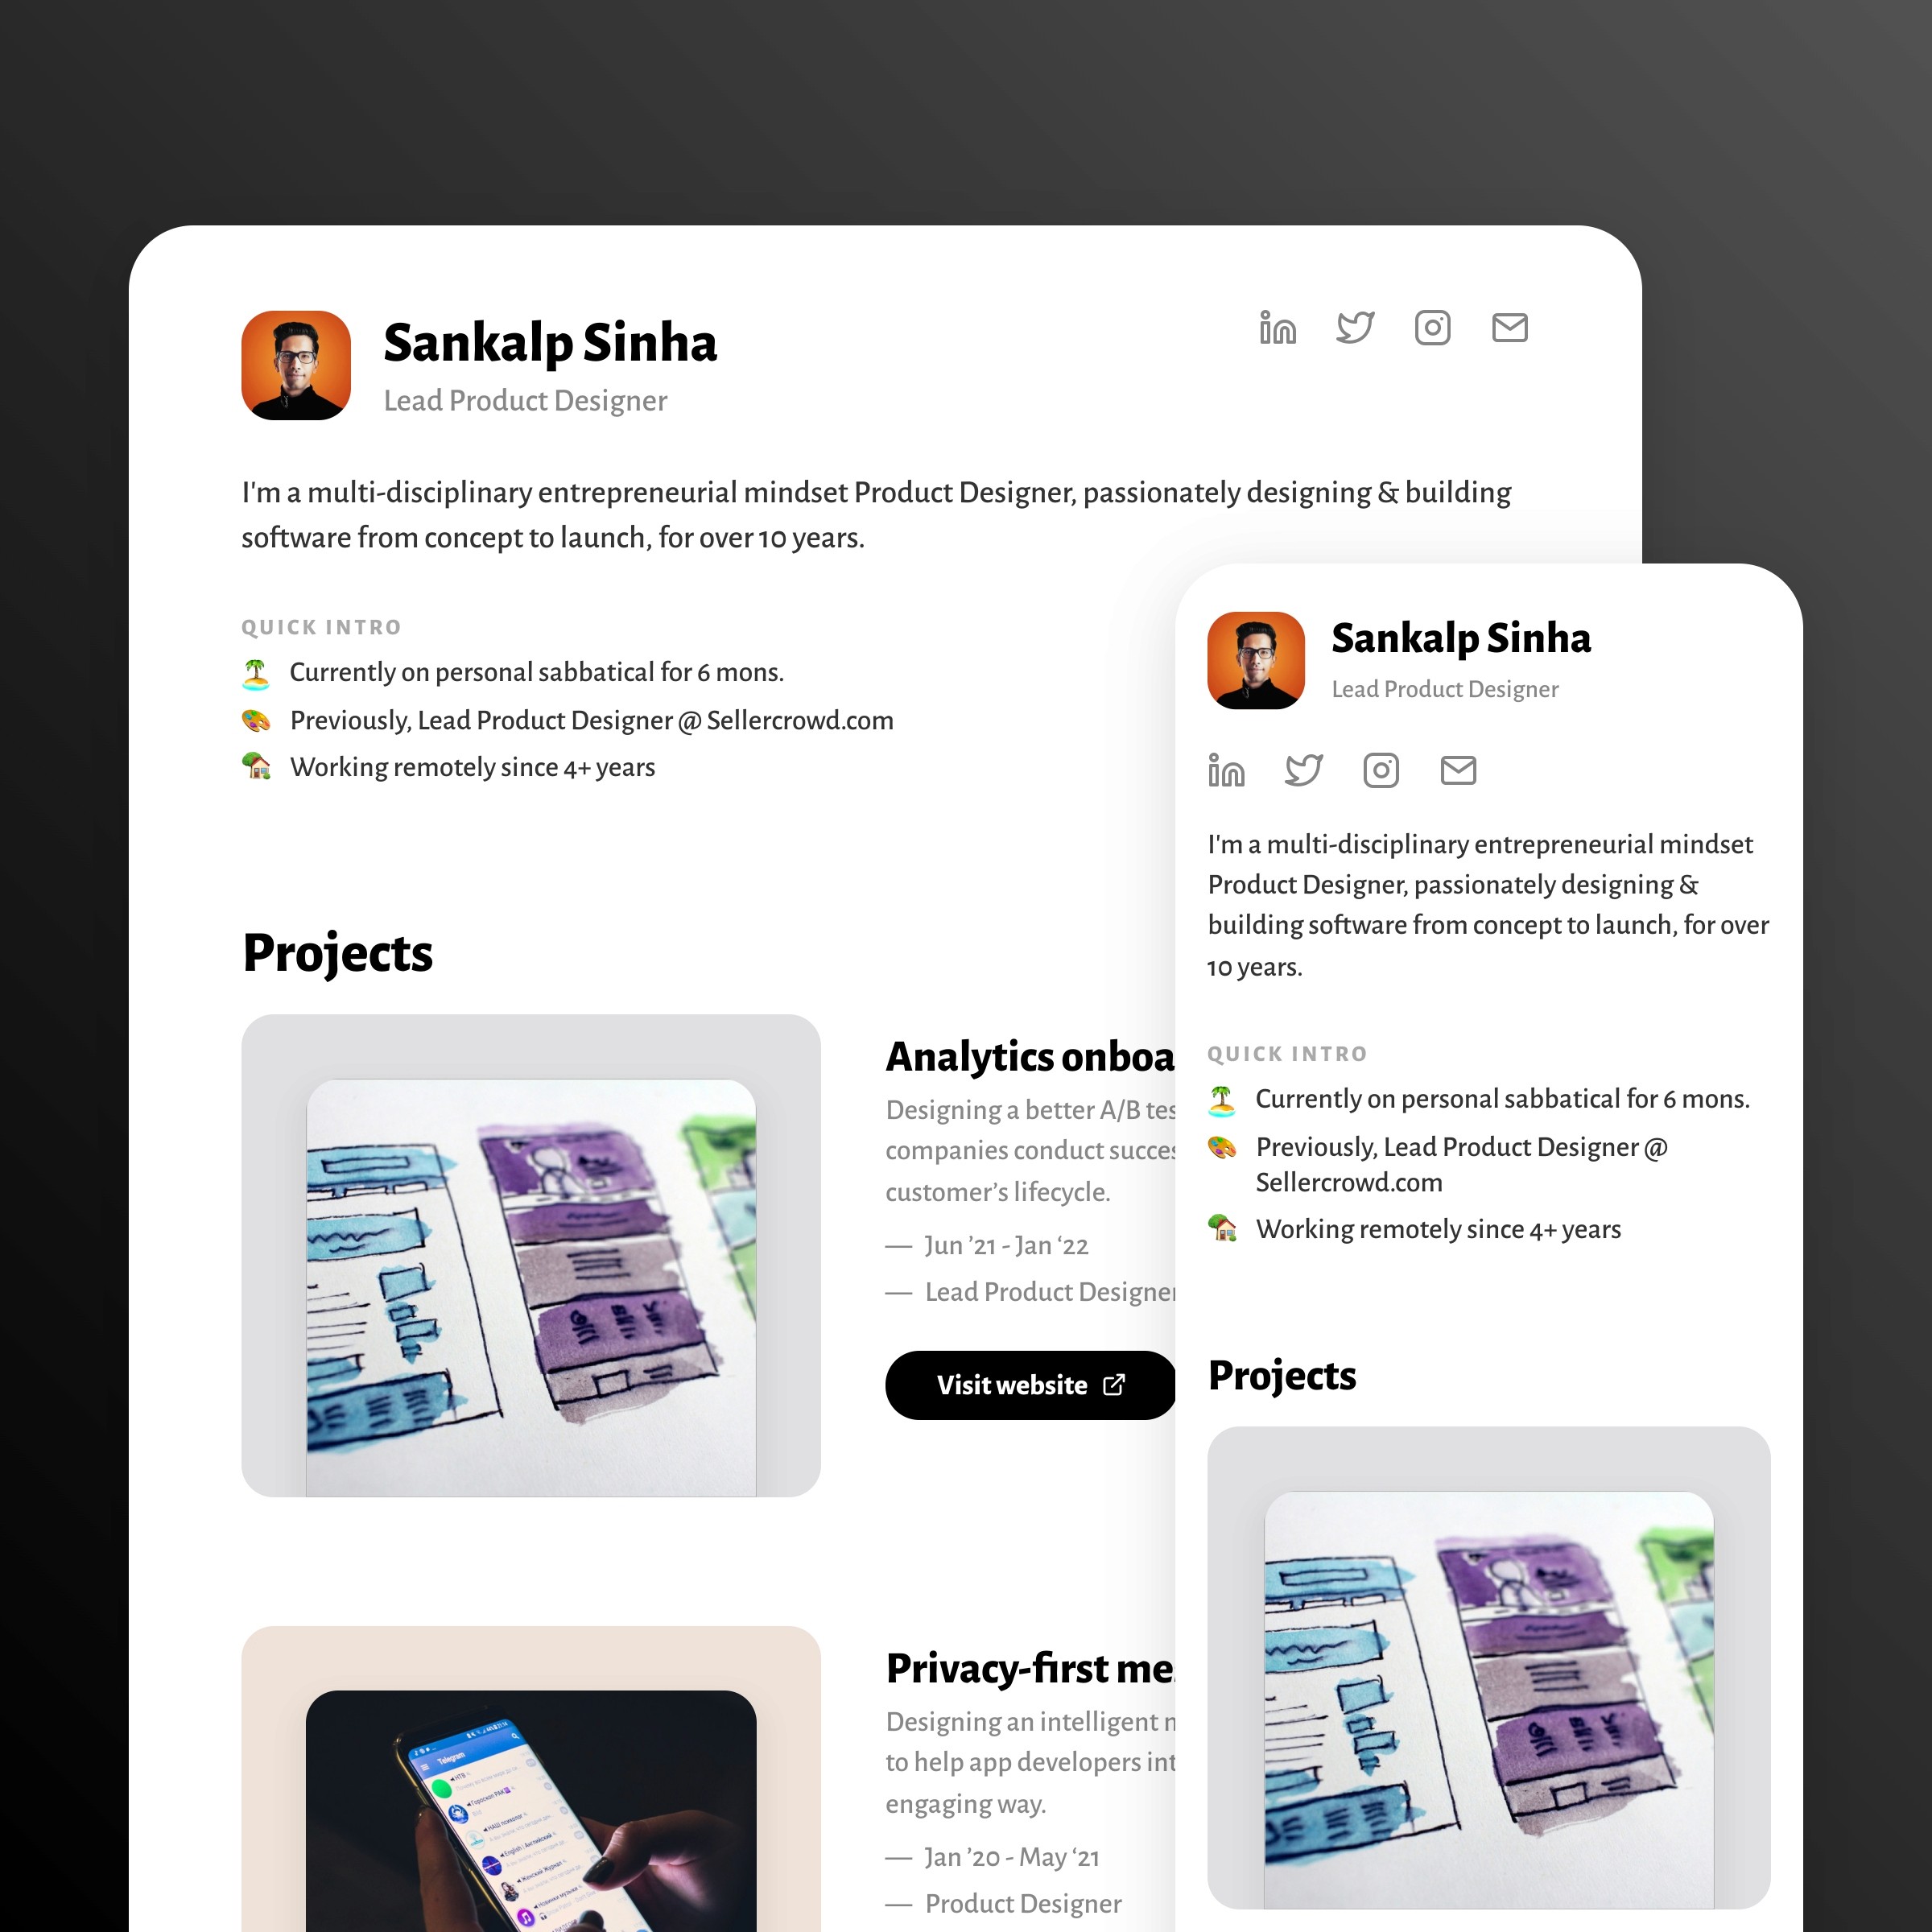 Sankalp Sinha
Lead Product Designer
I'm a multi-disciplinary entrepreneurial mindset Product Designer, passionately designing & building
software from concept to launch, for over 10 years.
QUICK INTRO
Currently on personal sabbatical for 6 mons.
Previously, Lead Product Designer @ Sellercrowd.com
Working remotely since 4+ years
Projects
Analytics onboa
Designing a better A/B tes
companies conduct succes
customer’s lifecycle.
— Jun ’21 - Jan ‘22
— Lead Product Designer
Visit website
Privacy-first me
Designing an intelligent
to help app developers int
engaging way.
— Jan ’20 - May ‘21
— Product Designer
Telegram
Sankalp Sinha
Lead Product Designer
I'm a multi-disciplinary entrepreneurial mindset
Product Designer, passionately designing &
building software from concept to launch, for over
10 years.
QUICK INTRO
Currently on personal sabbatical for 6 mons.
Previously, Lead Product Designer @
Sellercrowd.com
Working remotely since 4+ years
Projects